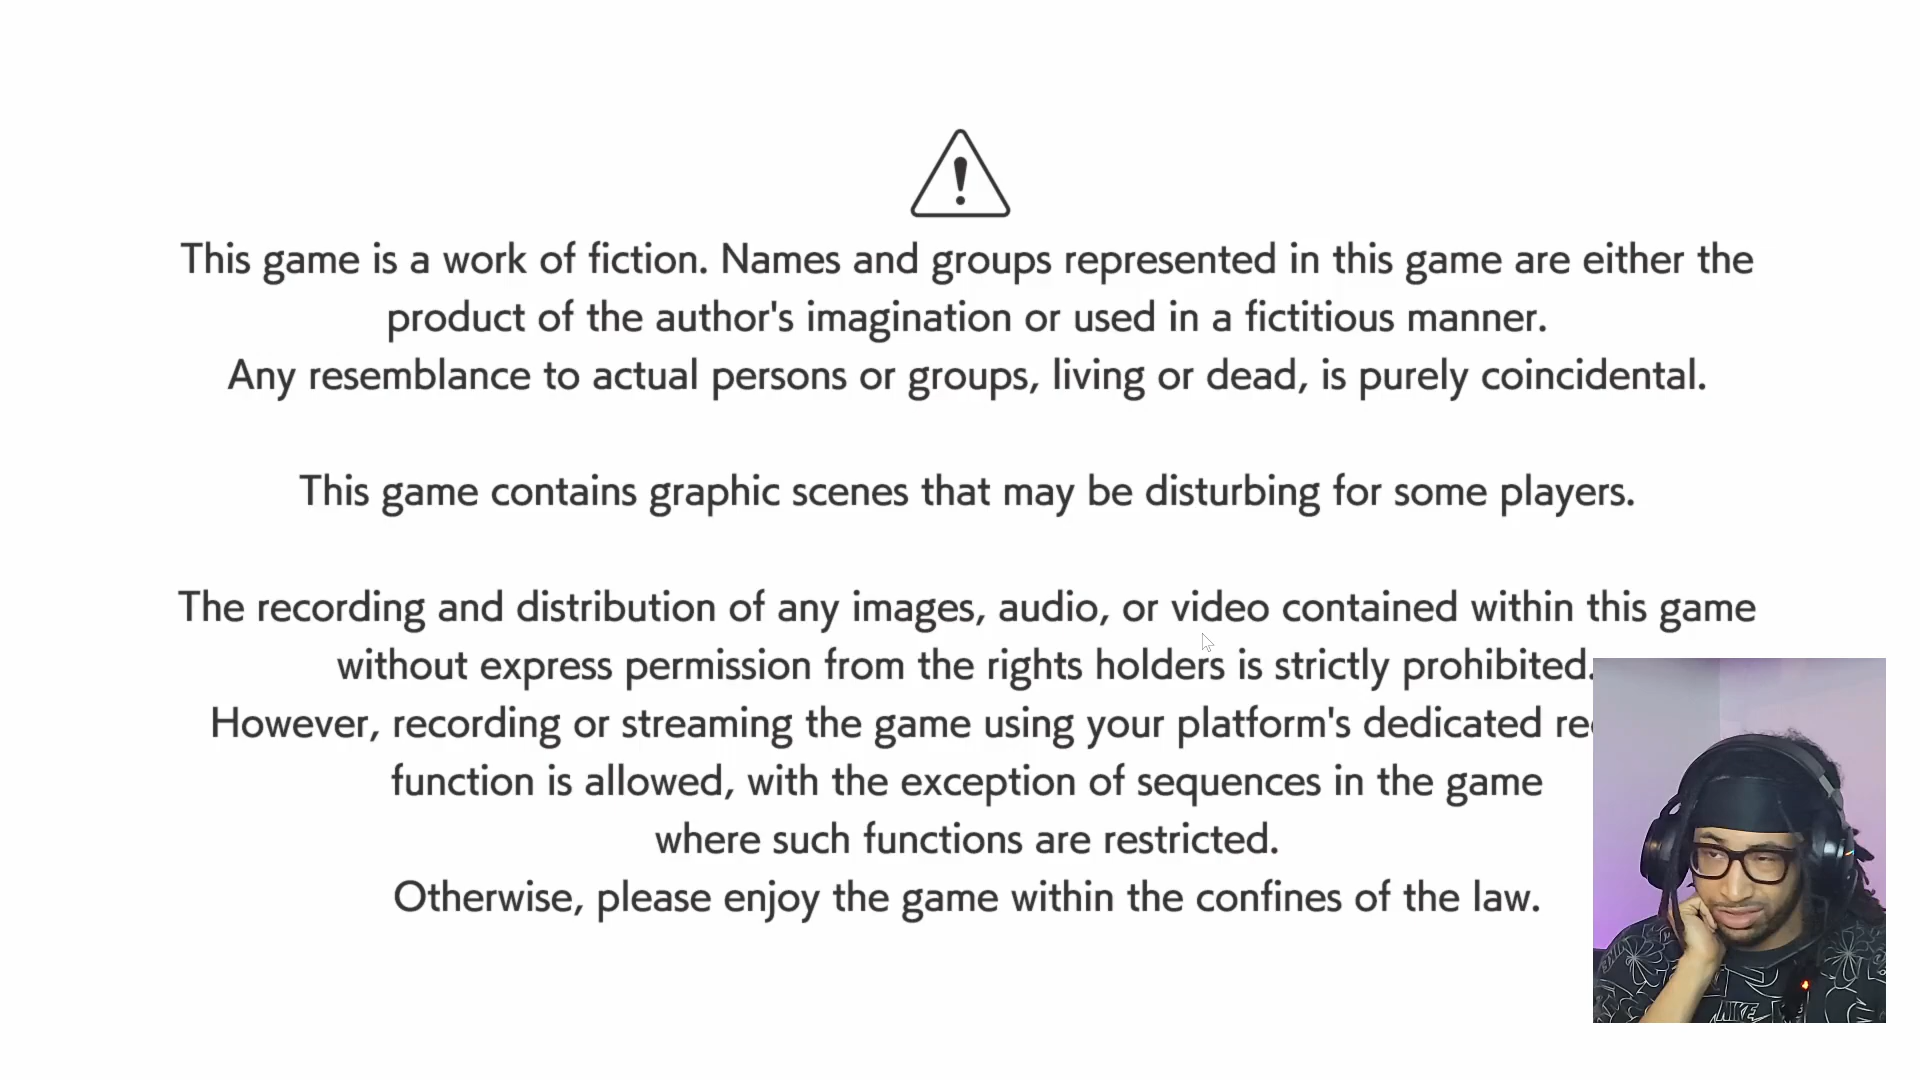 This game is a work of fiction. Names and groups represented in this game are either the
product of the author's imagination or used in a fictitious manner.
Any resemblance to actual persons or groups, living or dead, is purely coincidental.
This game contains graphic scenes that may be disturbing for some players.
The recording and distribution of any images, audio, or video contained within this game
without express permission from the rights holders is strictly prohibited.
However, recording or streaming the game using your platform's dedicated
function is allowed, with the exception of sequences in the game
where such functions are restricted.
Otherwise, please enjoy the game within the confines of the law.
NIKE